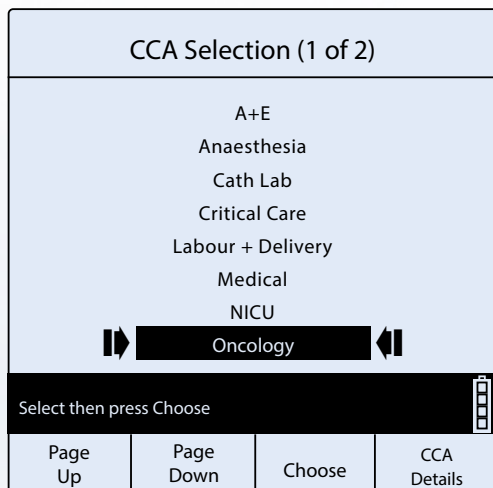 CCA Selection (1 of 2)
A+E
Anaesthesia
Cath Lab
Critical Care
Labour + Delivery
Medical
NICU
Oncology
Select then press Choose
Page Up
Page Down
Choose
CCA Details